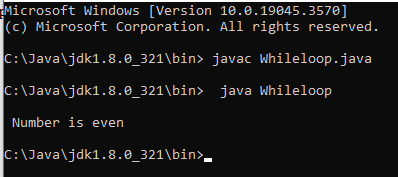 Microsoft Windows [Version 10.0.19045.3570]
(c) Microsoft Corporation. All rights reserved.
C:\Java\jdk1.8.0_321\bin> javac Whileloop.java
C:\Java\jdk1.8.0_321\bin>  java Whileloop
Number is even
C:\Java\jdk1.8.0_321\bin>